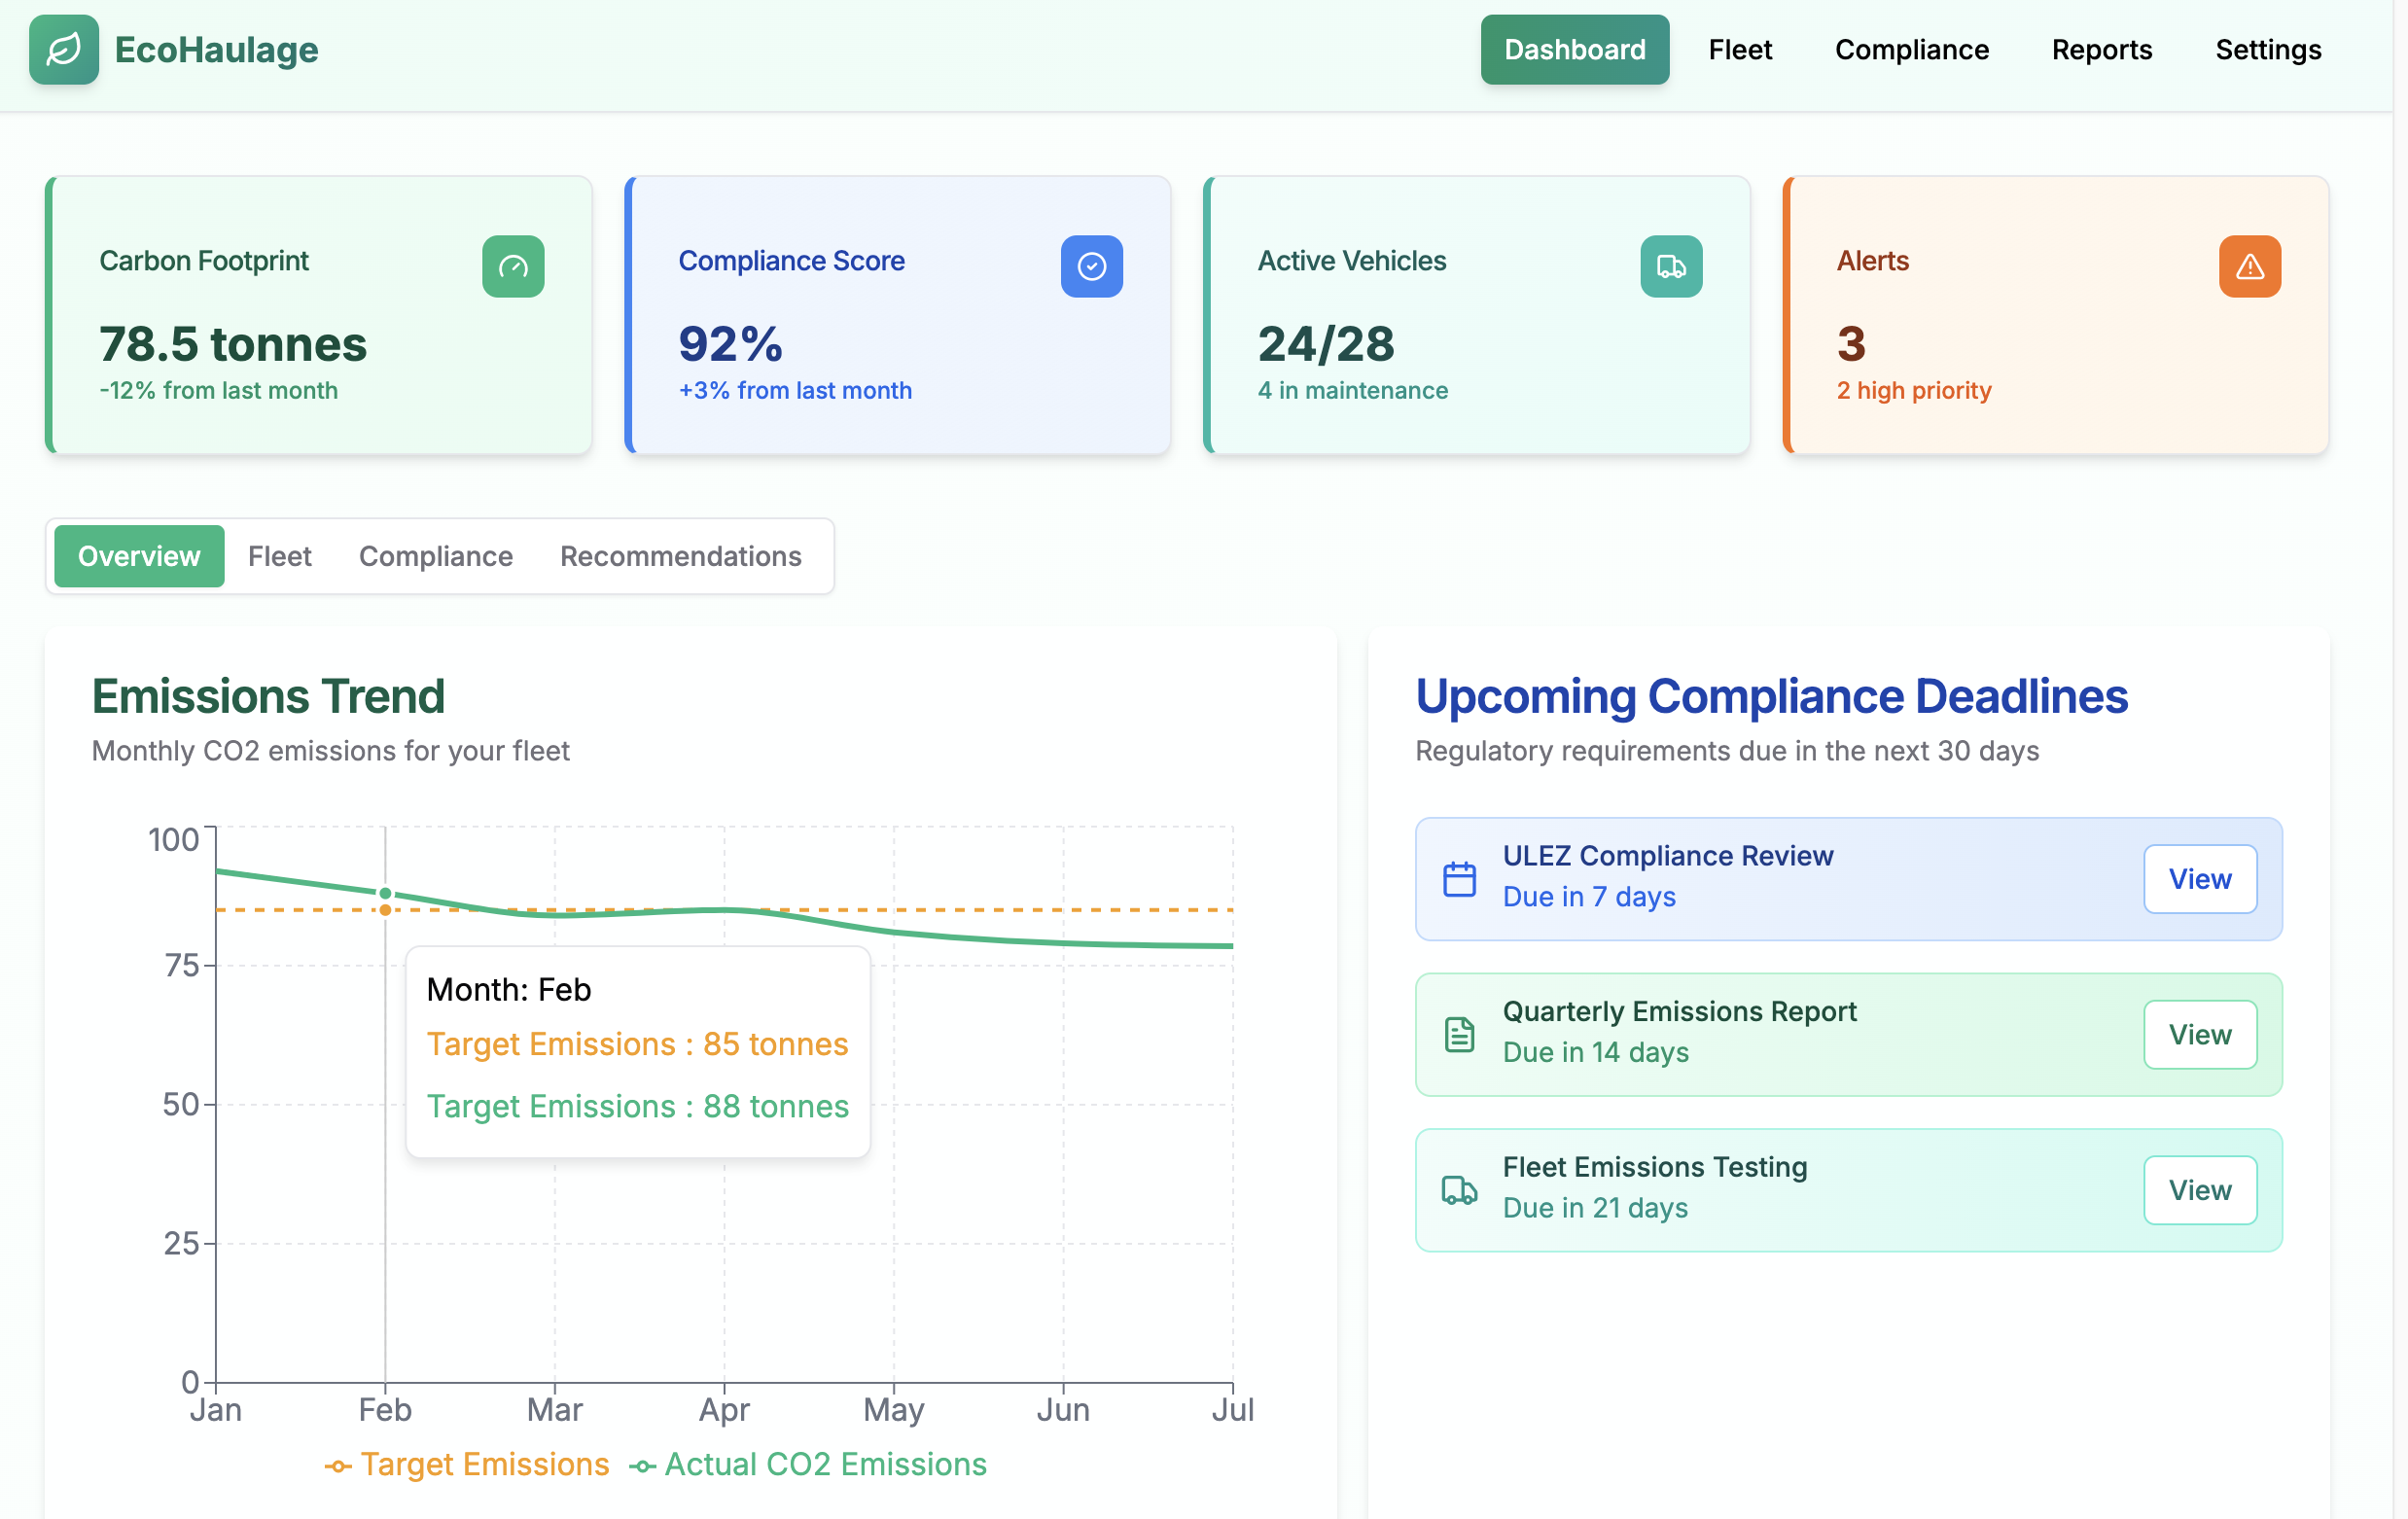 EcoHaulage
Dashboard
Fleet
Compliance
Reports
Settings
Carbon Footprint
78.5 tonnes
-12% from last month
Compliance Score
92%
+3% from last month
Active Vehicles
24/28
4 in maintenance
Alerts
3
2 high priority
Overview
Fleet
Compliance
Recommendations
Emissions Trend
Monthly CO2 emissions for your fleet
100
75
50
25
0
Month: Feb
Target Emissions : 85 tonnes
Target Emissions : 88 tonnes
Jan
Feb
Mar
Apr
May
Jun
Jul
Target Emissions
Actual CO2 Emissions
Upcoming Compliance Deadlines
Regulatory requirements due in the next 30 days
ULEZ Compliance Review
Due in 7 days
View
Quarterly Emissions Report
Due in 14 days
View
Fleet Emissions Testing
Due in 21 days
View